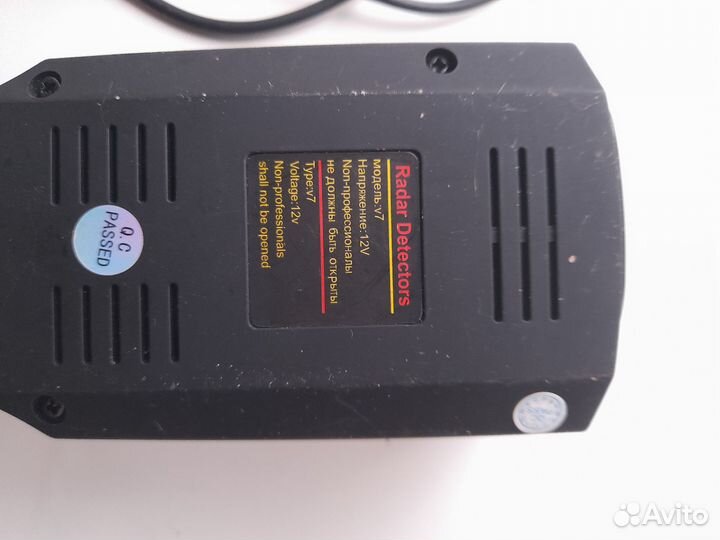 Radar Detectors
модель:v7
Напряжение:12V
Non-профессионалы
не должны быть открыты
Type:v7
Voltage:12v
Non-professionals
shall not be opened
Q.C
PASSED
Avito